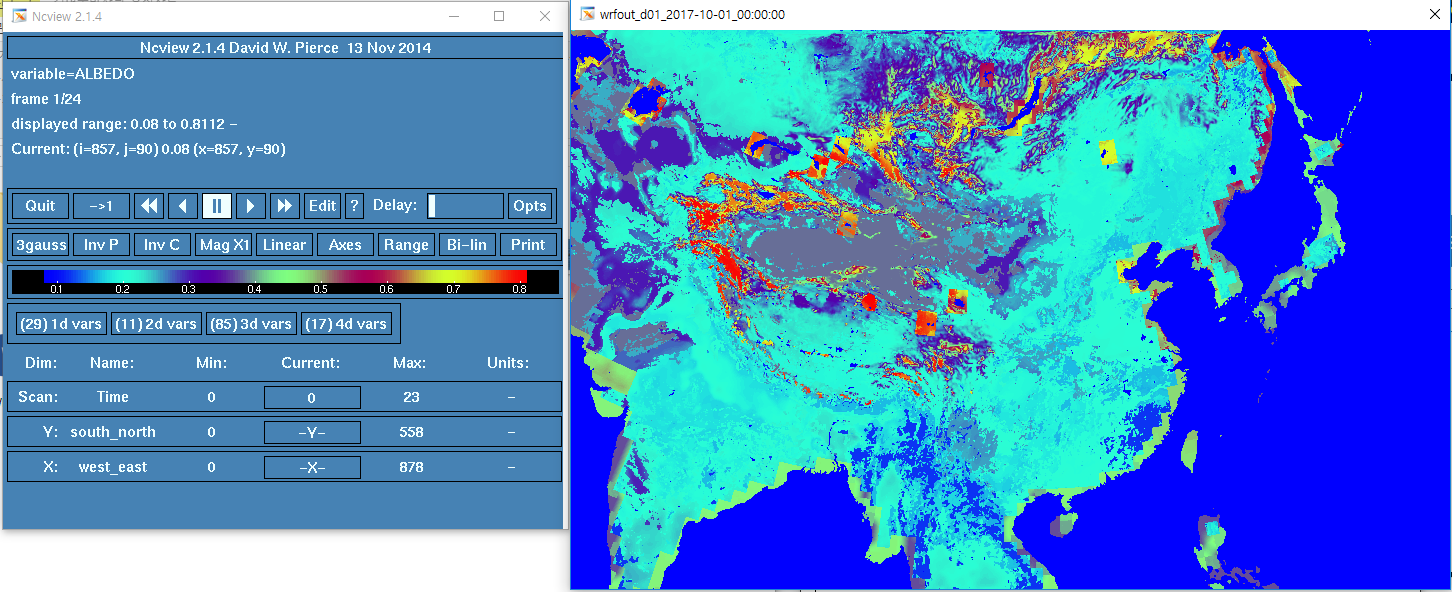 Ncview 2.1.4
Ncview 2.1.4 David W. Pierce 13 Nov 2014
variable=ALBEDO
frame 1/24
displayed range: 0.08 to 0.8112 –
Current: (i=857, j=90) 0.08 (x=857, y=90)
Quit –>1 Edit ? Delay: Opts
3gauss Inv P Inv C Mag X1 Linear Axes Range Bi–lin Print
0.1 0.2 0.3 0.4 0.5 0.6 0.7 0.8
(29) 1d vars (11) 2d vars (85) 3d vars (17) 4d vars
Dim: Name: Min: Current: Max: Units:
Scan: Time 0 0 23 –
Y: south_north 0 –Y– 558 –
X: west_east 0 –X– 878 –
wrfout_d01_2017-10-01_00:00:00